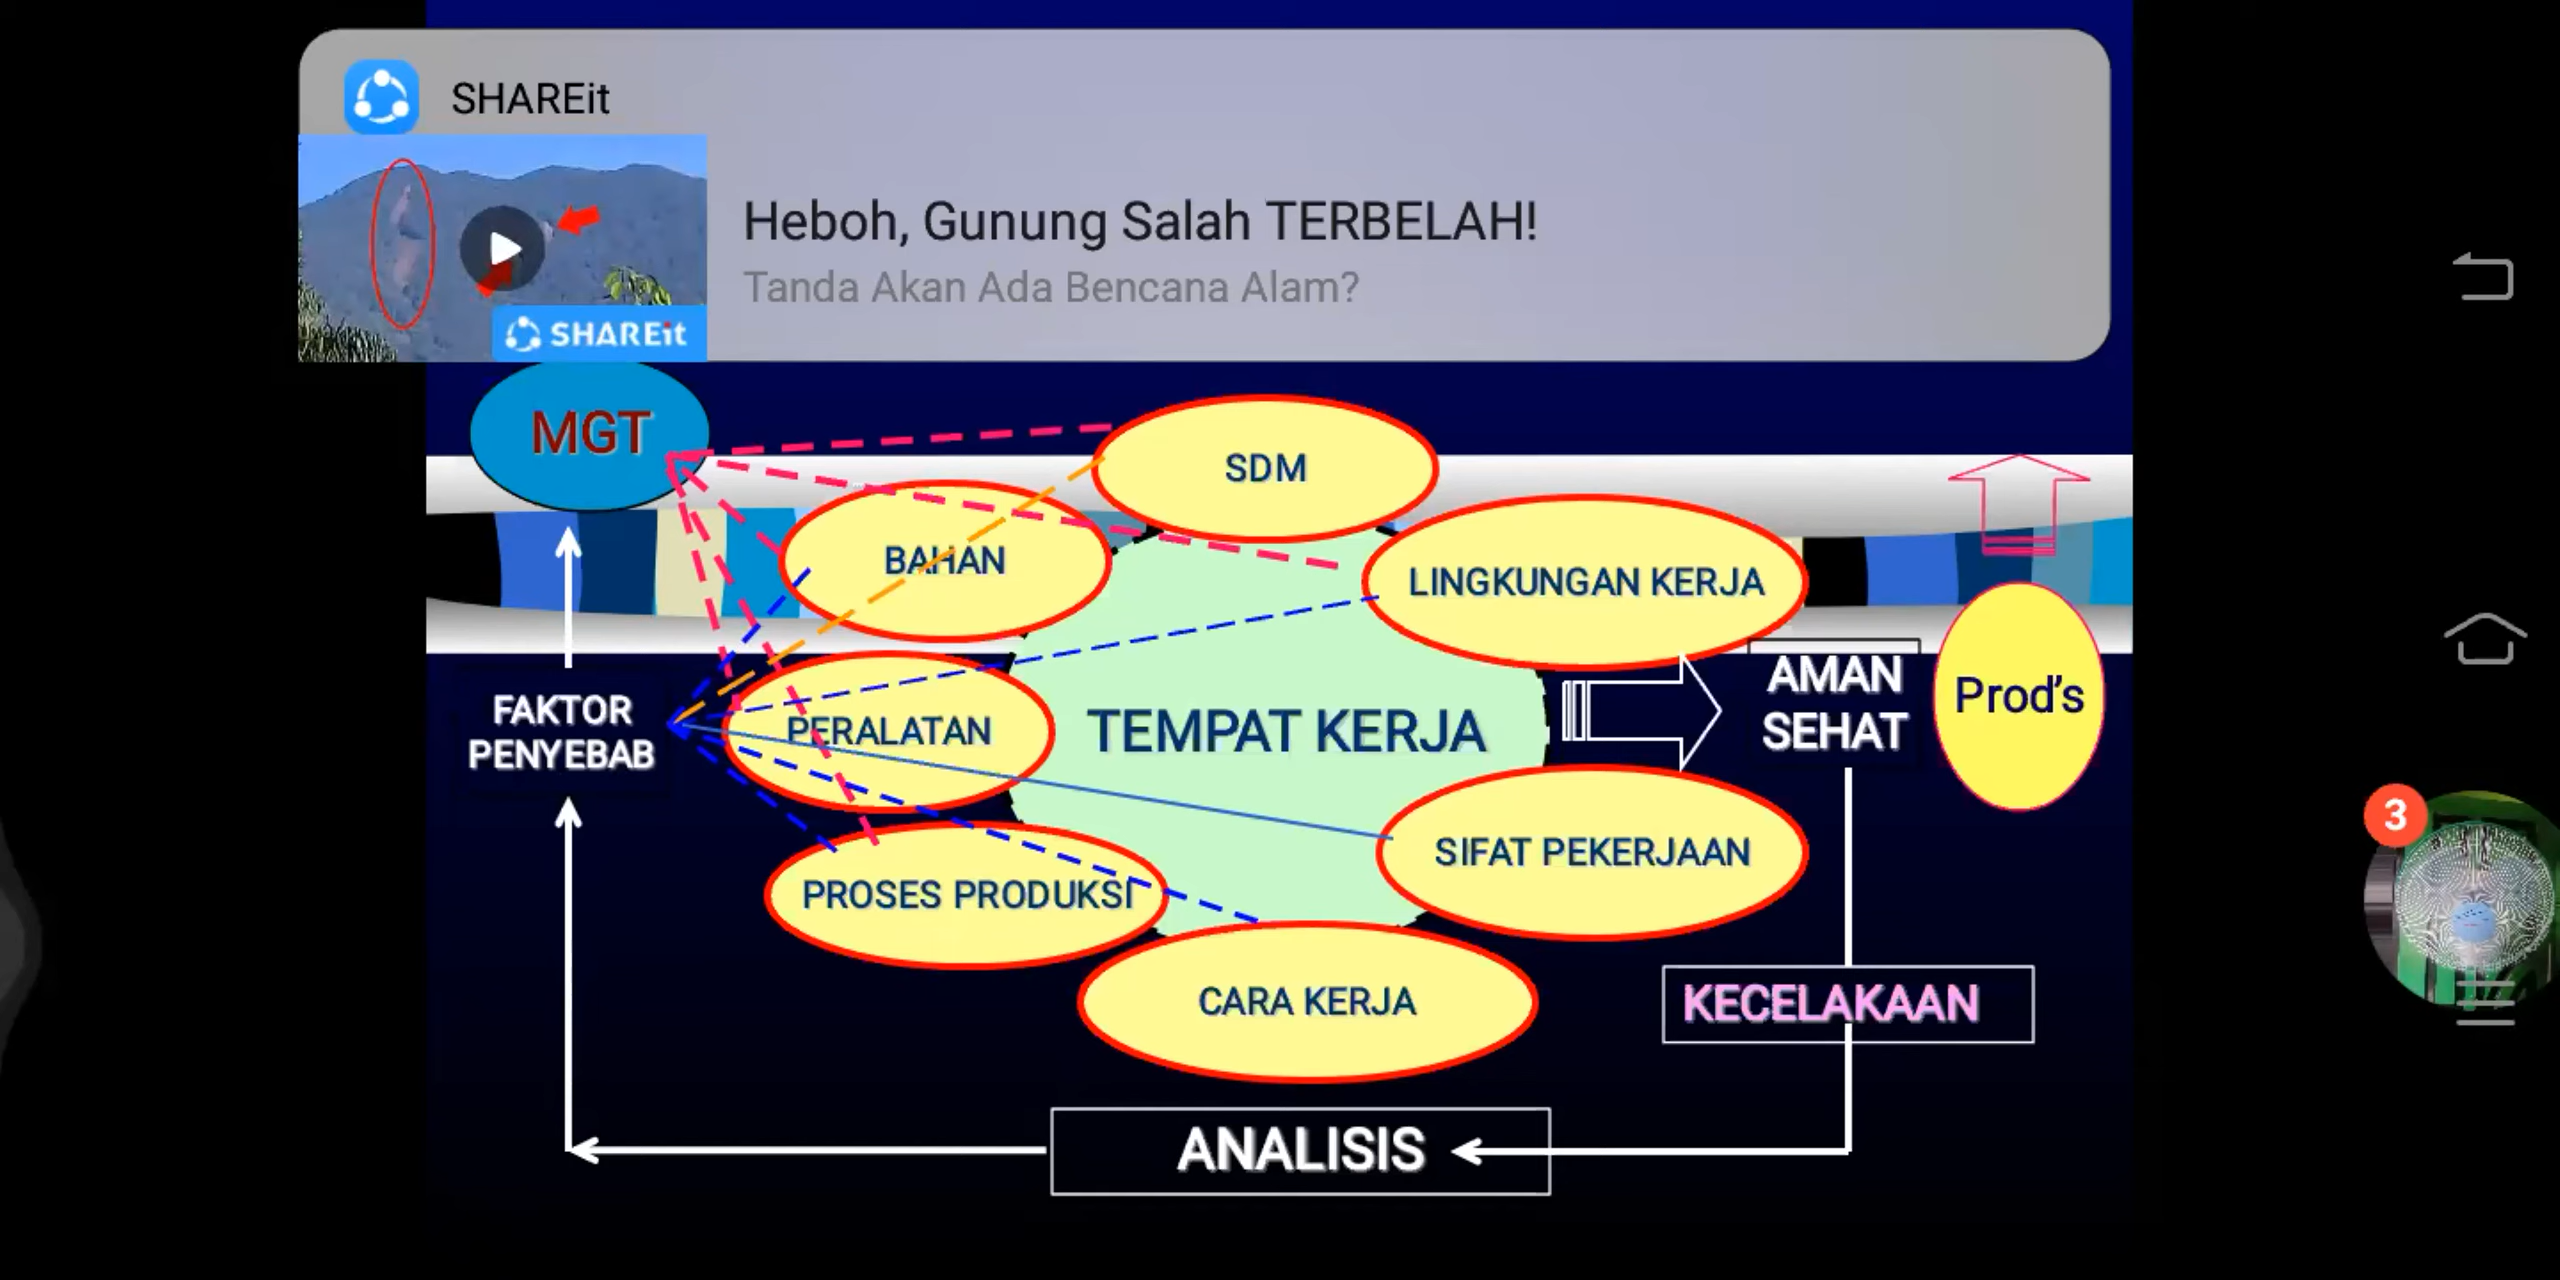 SHAREit
Heboh, Gunung Salah TERBELAH!
Tanda Akan Ada Bencana Alam?
SHAREit
MGT
SDM
BAHAN
LINGKUNGAN KERJA
FAKTOR
PENYEBAB
PERALATAN
TEMPAT KERJA
AMAN
SEHAT
Prod's
3
SIFAT PEKERJAAN
PROSES PRODUKSI
CARA KERJA
KECELAKAAN
ANALISIS